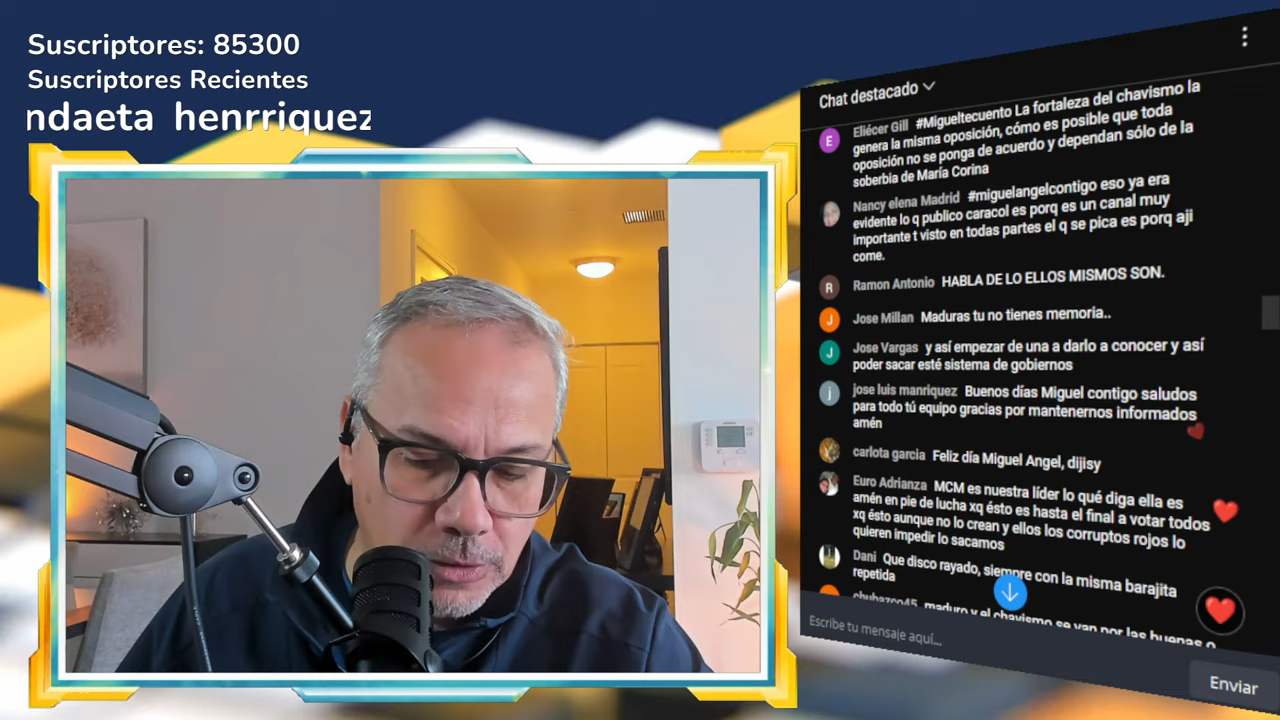 Suscriptores: 85300
Suscriptores Recientes
ndaeta henrriquez
Chat destacado
E
Eliécer Gill #Migueltecuento La fortaleza del chavismo la
genera la misma oposición, cómo es posible que toda
oposición no se ponga de acuerdo y dependan sólo de la
soberbia de María Corina
Nancy elena Madrid #miguelangelcontigo eso ya era
evidente lo q publico caracol es porq es un canal muy
importante t visto en todas partes el q se pica es porq aji
come.
R
Ramon Antonio HABLA DE LO ELLOS MISMOS SON.
J
Jose Millan Maduras tu no tienes memoria..
J
Jose Vargas y así empezar de una a darlo a conocer y así
poder sacar esté sistema de gobiernos
j
jose luis manriquez Buenos días Miguel contigo saludos
para todo tú equipo gracias por mantenernos informados
amén
carlota garcia Feliz día Miguel Angel, dijisy
Euro Adrianza MCM es nuestra líder lo qué diga ella es
amén en pie de lucha xq ésto es hasta el final a votar todos
xq ésto aunque no lo crean y ellos los corruptos rojos lo
quieren impedir lo sacamos
Dani Que disco rayado, siempre con la misma barajita
repetida
chubazco45 maduro y el chavismo se van por las buenas o
Escribe tu mensaje aquí...
Enviar